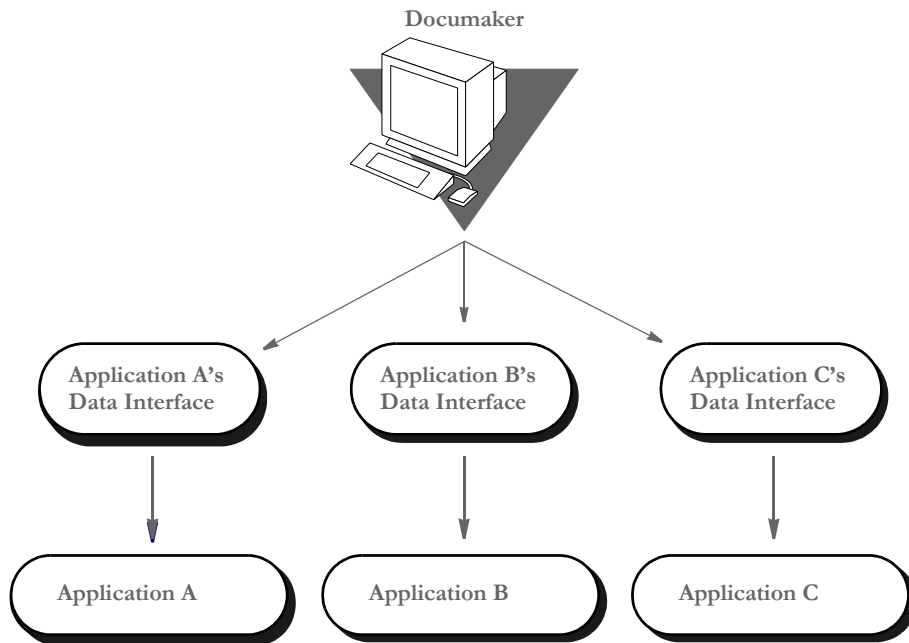 Documaker
Application A’s
Data Interface
Application B’s
Data Interface
Application C’s
Data Interface
Application A
Application B
Application C